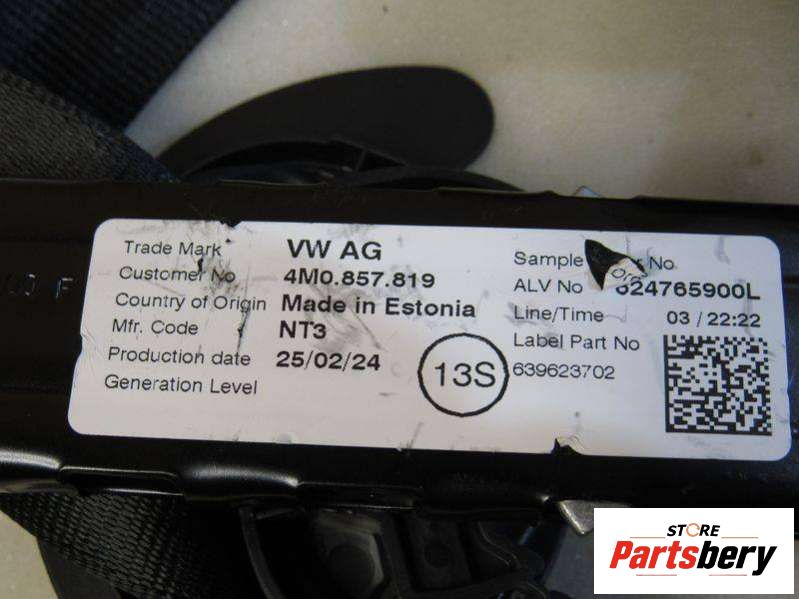 Trade Mark VW AG
Customer No 4M0.857.819
Country of Origin Made in Estonia
Mfr. Code NT3
Production date 25/02/24
Generation Level
13S
Sample No
ALV No 624765900L
Line/Time 03 / 22:22
Label Part No
639623702
STORE
Partsbery